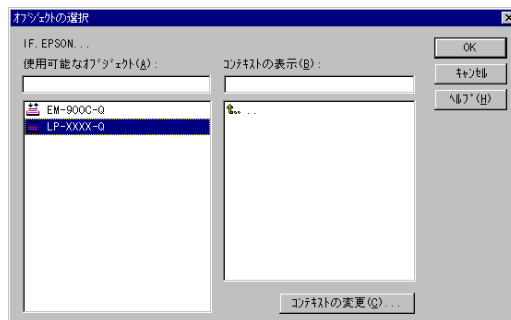 ｵﾌﾞｼﾞｪｸﾄの選択
IF.EPSON...
使用可能なｵﾌﾞｼﾞｪｸﾄ(A):
ｺﾝﾃｷｽﾄの表示(B):
OK
ｷｬﾝｾﾙ
ﾍﾙﾌﾟ(H)
EM-900C-Q
LP-XXXX-Q
..
ｺﾝﾃｷｽﾄの変更(C)...